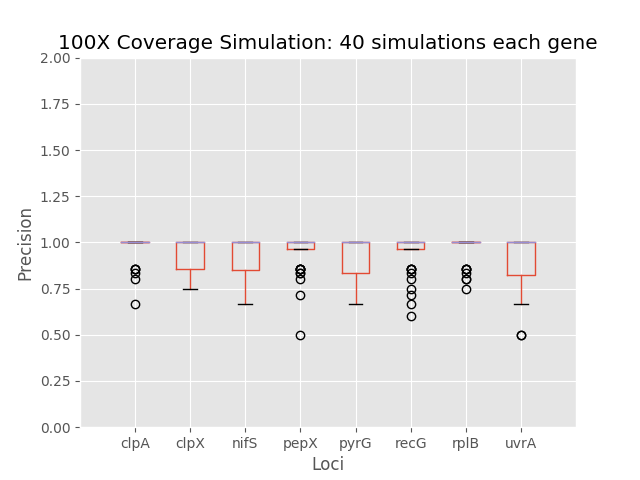 100X Coverage Simulation: 40 simulations each gene
2.00
1.75
1.50
1.25
1.00
0.75
0.50
0.25
0.00
Precision
clpA clpX nifS pepX pyrG recG rplB uvrA
Loci